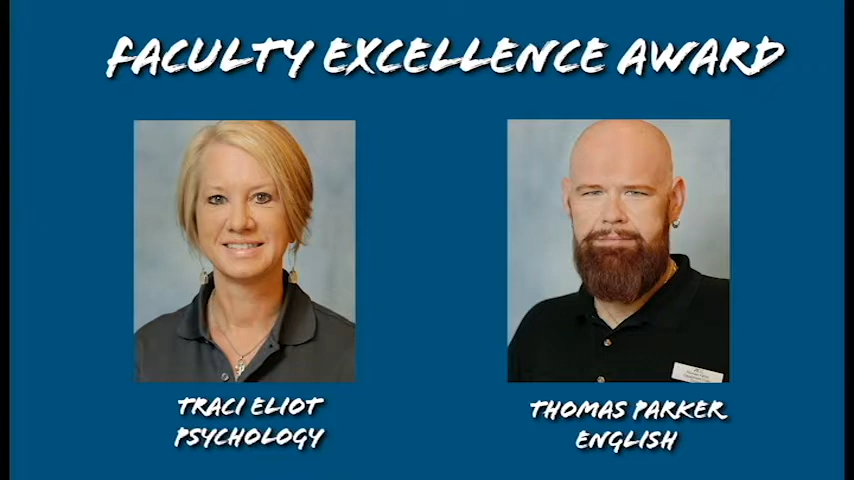 FACULTY EXCELLENCE AWARD
TRACI ELIOT
PSYCHOLOGY
THOMAS PARKER
ENGLISH